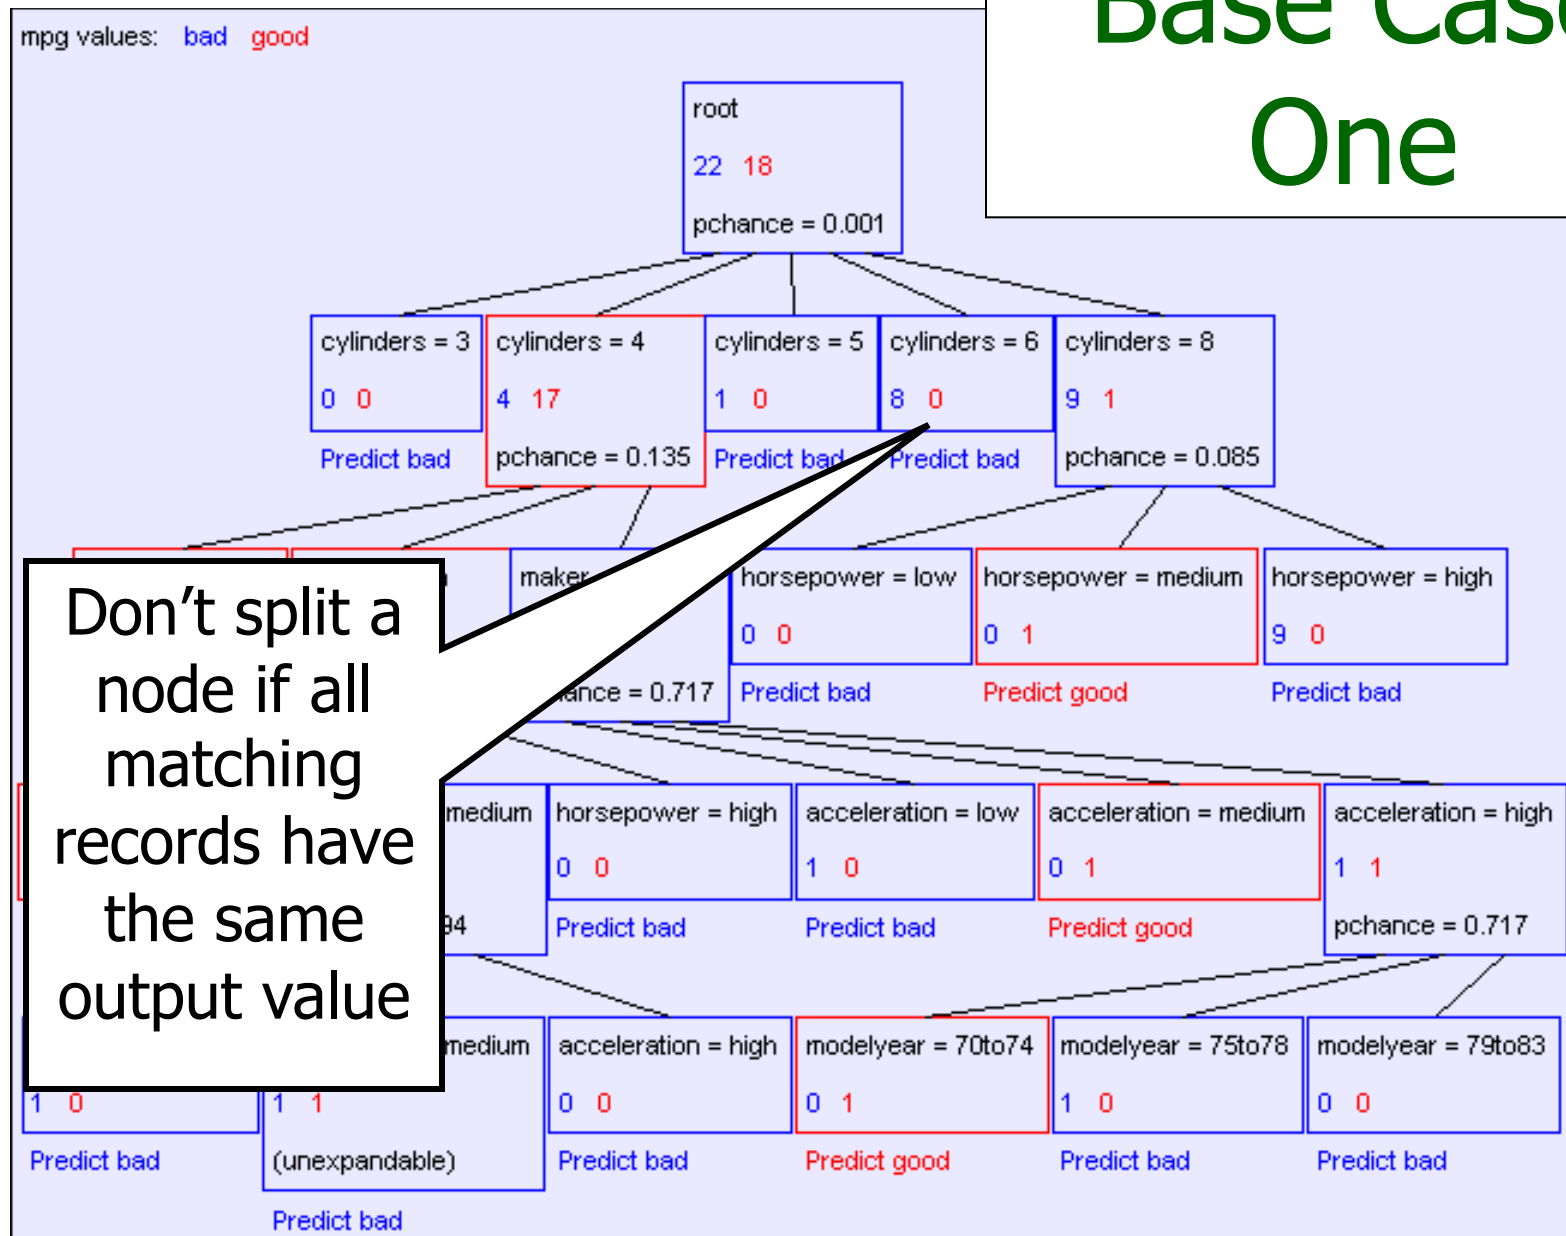 Base Case
One
mpg values: bad good
root
22 18
pchance = 0.001
cylinders = 3
0 0
Predict bad
cylinders = 4
4 17
pchance = 0.135
cylinders = 5
1 0
Predict bad
cylinders = 6
8 0
Predict bad
cylinders = 8
9 1
pchance = 0.085
maker
pchance = 0.717
horsepower = low
0 0
Predict bad
horsepower = medium
0 1
Predict good
horsepower = high
9 0
Predict bad
Don’t split a
node if all
matching
records have
the same
output value
medium
94
horsepower = high
0 0
Predict bad
acceleration = low
1 0
Predict bad
acceleration = medium
0 1
Predict good
acceleration = high
1 1
pchance = 0.717
1 0
Predict bad
medium
1 1
(unexpandable)
Predict bad
acceleration = high
0 0
Predict bad
modelyear = 70to74
0 1
Predict good
modelyear = 75to78
1 0
Predict bad
modelyear = 79to83
0 0
Predict bad